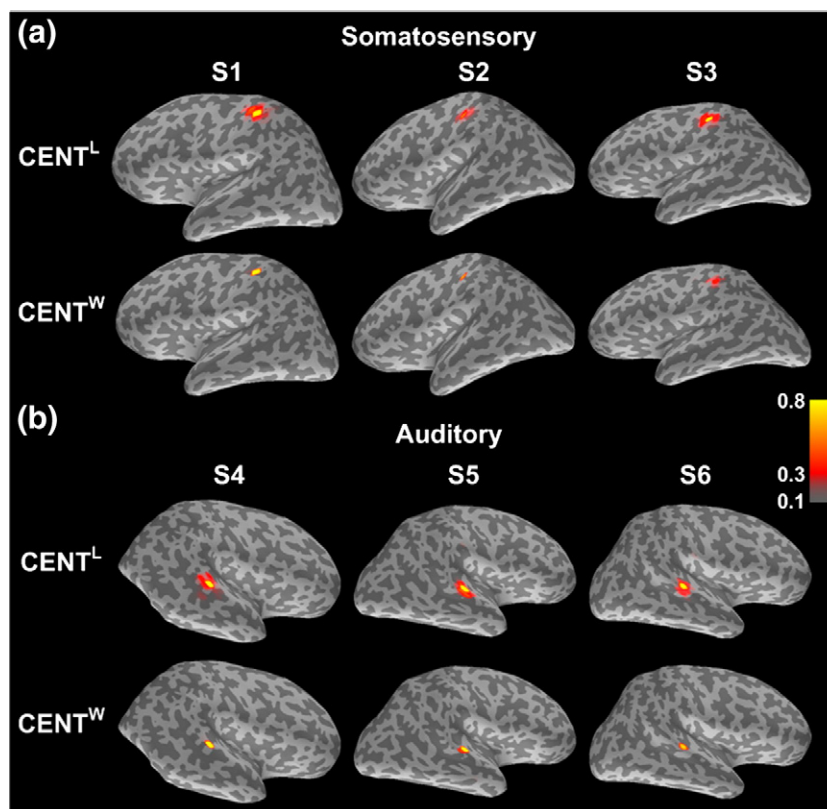 (a)
Somatosensory
S1 S2 S3
CENT^L
CENT^W
0.8
(b)
Auditory
0.3
S4 S5 S6
0.1
CENT^L
CENT^W